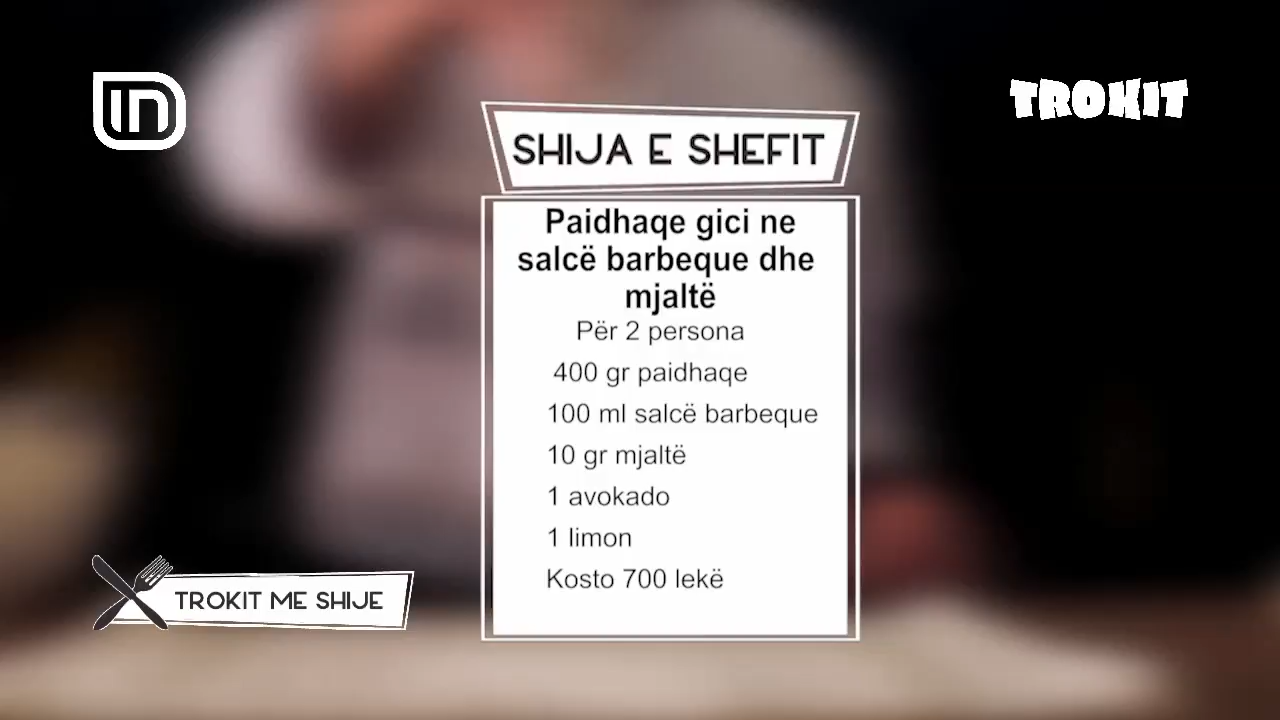 IN
TROKIT
SHIJA E SHEFIT
Paidhaqe gici ne
salcë barbeque dhe
mjaltë
Për 2 persona
400 gr paidhaqe
100 ml salcë barbeque
10 gr mjaltë
1 avokado
1 limon
Kosto 700 lekë
TROKIT ME SHIJE